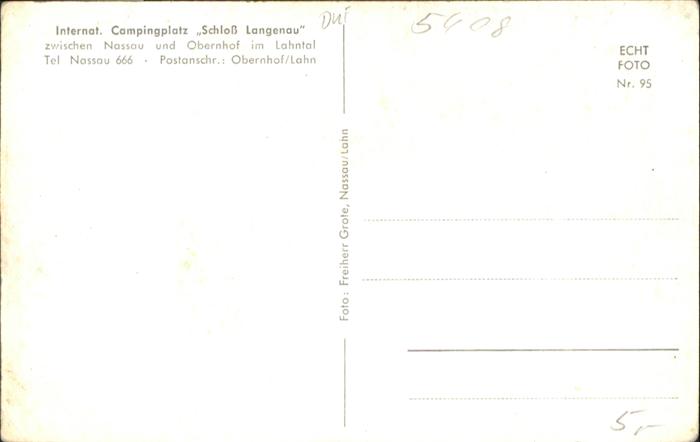 Internat. Campingplatz „Schloß Langenau“
zwischen Nassau und Obernhof im Lahntal
Tel Nassau 666 · Postanschr.: Obernhof/Lahn
5408
ECHT
FOTO
Nr. 95
Foto: Freiherr Grote, Nassau/Lahn
5,-